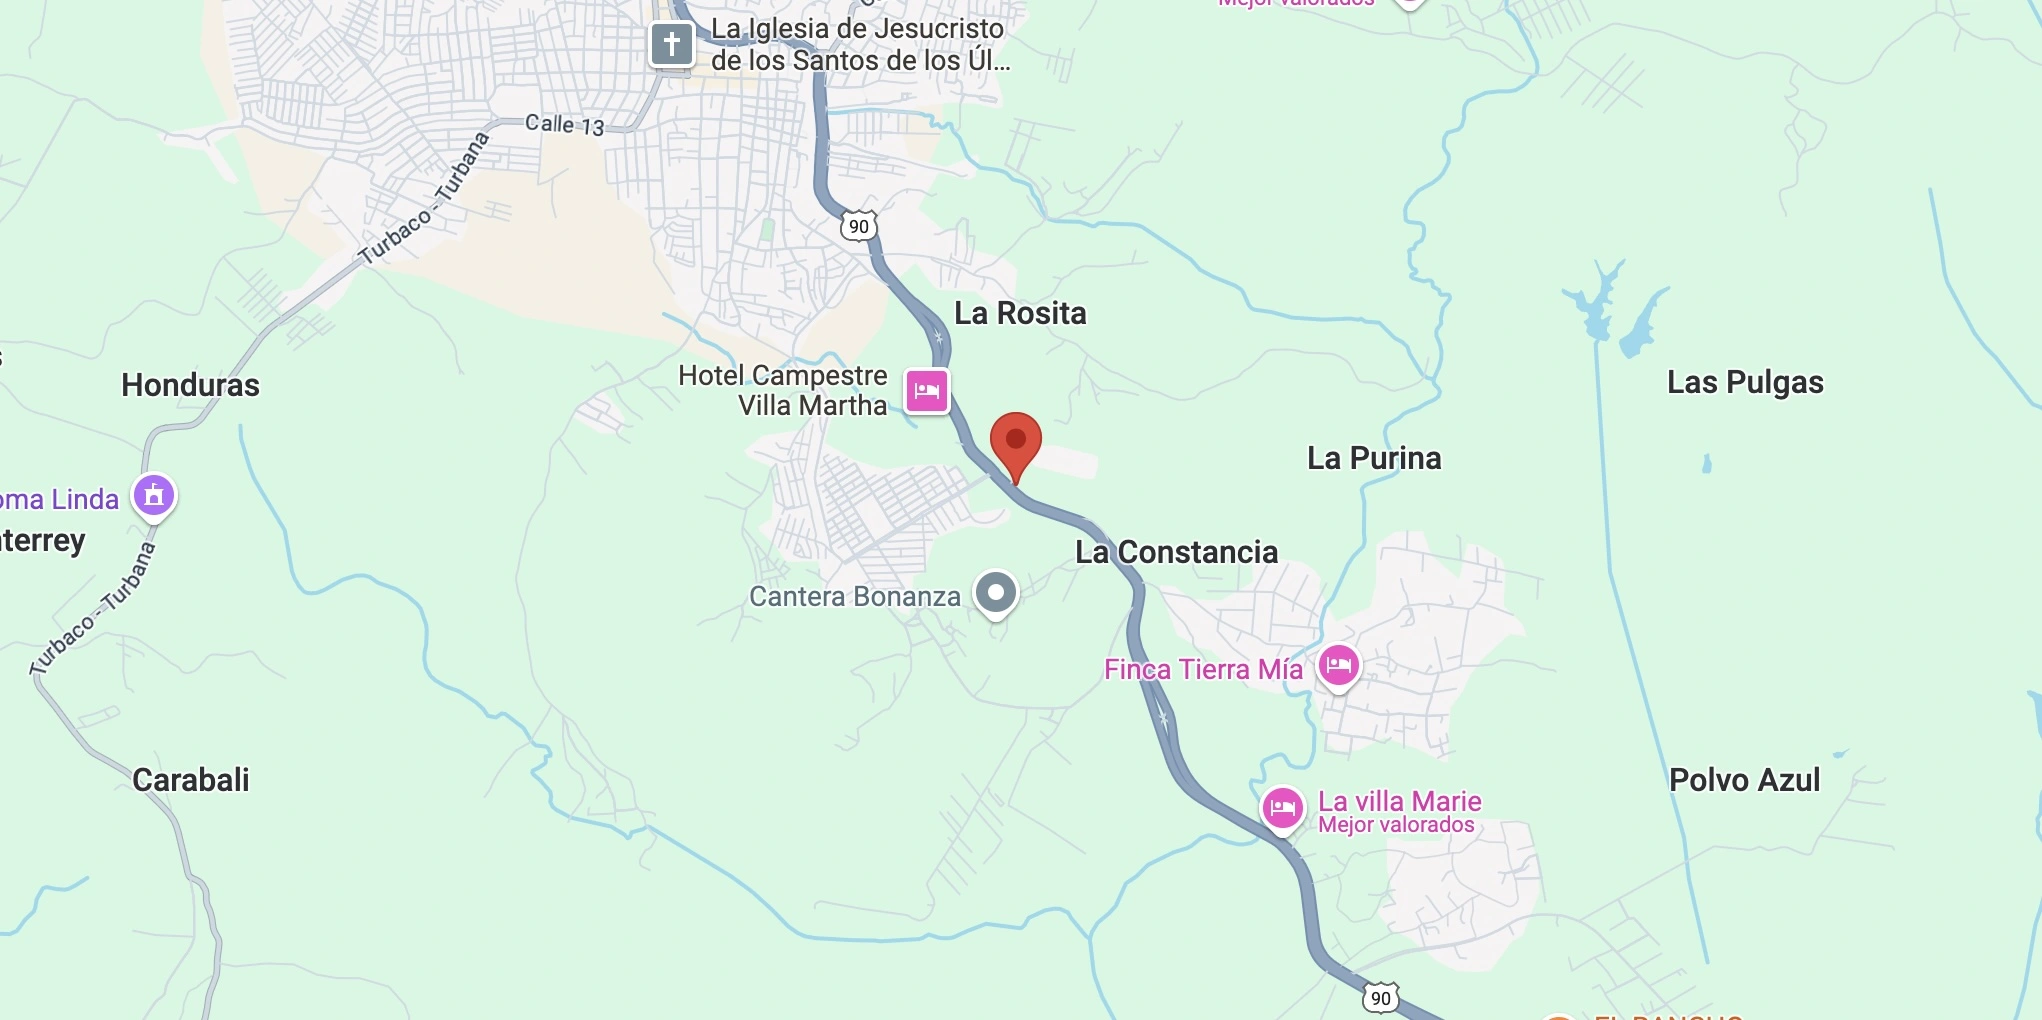 Mejor valorados
La Iglesia de Jesucristo
de los Santos de los Úl...
Calle 13
Turbaco - Turbana
90
La Rosita
Hotel Campestre
Villa Martha
Honduras
Las Pulgas
La Purina
oma Linda
terrey
La Constancia
Cantera Bonanza
Turbaco - Turbana
Finca Tierra Mía
Carabali
Polvo Azul
La villa Marie
Mejor valorados
90